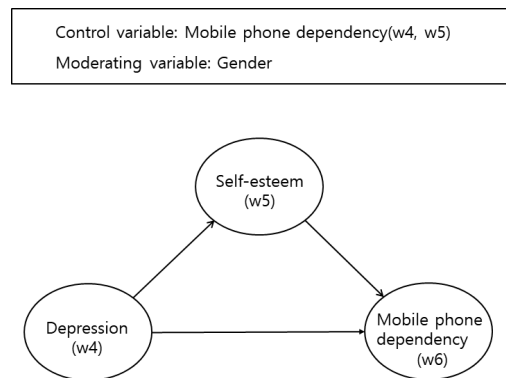 Control variable: Mobile phone dependency(w4, w5)
Moderating variable: Gender
Self-esteem
(w5)
Depression
(w4)
Mobile phone
dependency
(w6)